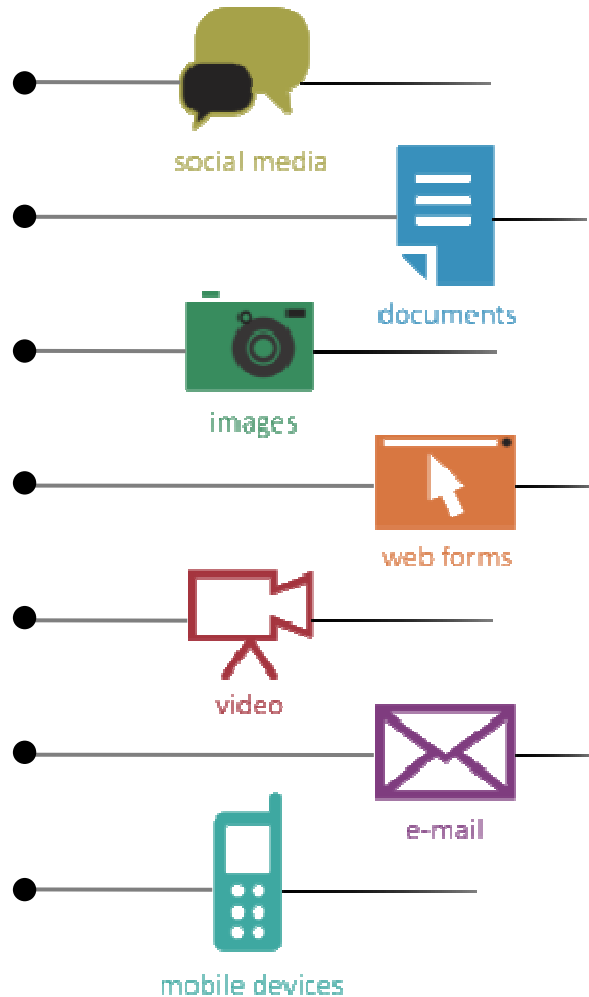 social media
documents
images
web forms
video
e-mail
mobile devices